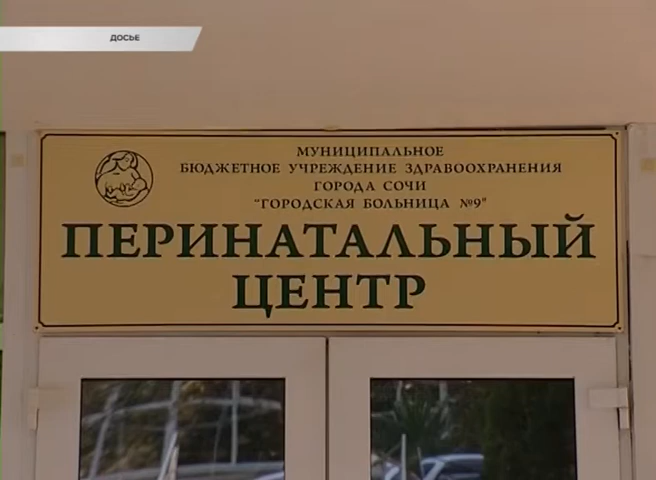 ДОСЬЕ
МУНИЦИПАЛЬНОЕ
БЮДЖЕТНОЕ УЧРЕЖДЕНИЕ ЗДРАВООХРАНЕНИЯ
ГОРОДА СОЧИ
"ГОРОДСКАЯ БОЛЬНИЦА №9"
ПЕРИНАТАЛЬНЫЙ
ЦЕНТР